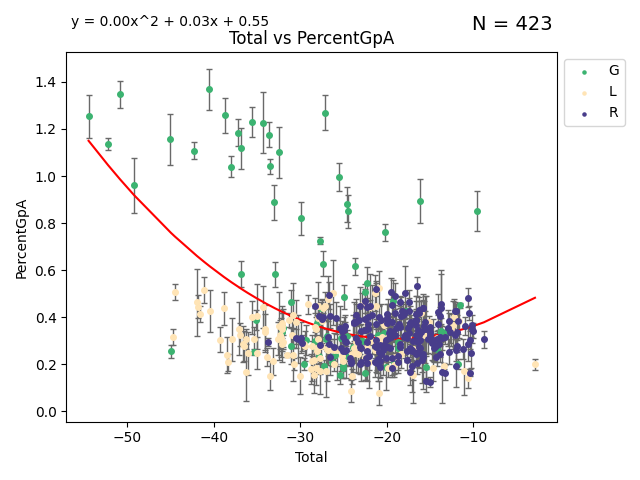 y = 0.00x^2 + 0.03x + 0.55
N = 423
Total vs PercentGpA
G
L
R
PercentGpA
1.4
1.2
1.0
0.8
0.6
0.4
0.2
0.0
−50
−40
−30
−20
−10
Total